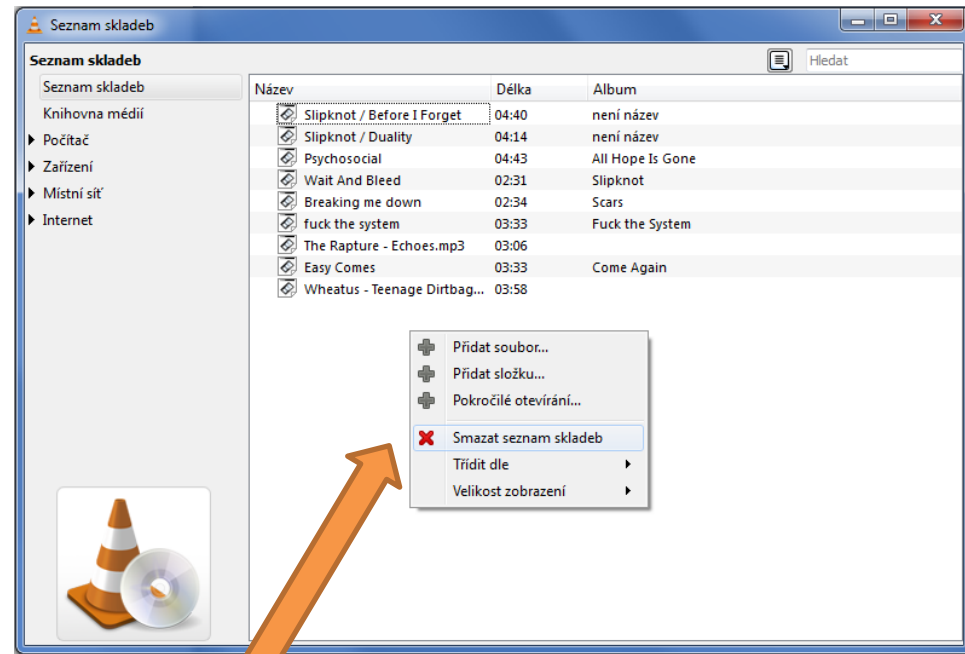 Seznam skladeb
Seznam skladeb
Hledat
Seznam skladeb
Knihovna médií
Počítač
Zařízení
Místní síť
Internet
Název Délka Album
Slipknot / Before I Forget 04:40 není název
Slipknot / Duality 04:14 není název
Psychosocial 04:43 All Hope Is Gone
Wait And Bleed 02:31 Slipknot
Breaking me down 02:34 Scars
fuck the system 03:33 Fuck the System
The Rapture - Echoes.mp3 03:06
Easy Comes 03:33 Come Again
Wheatus - Teenage Dirtbag... 03:58
Přidat soubor...
Přidat složku...
Pokročilé otevírání...
Smazat seznam skladeb
Třídit dle
Velikost zobrazení